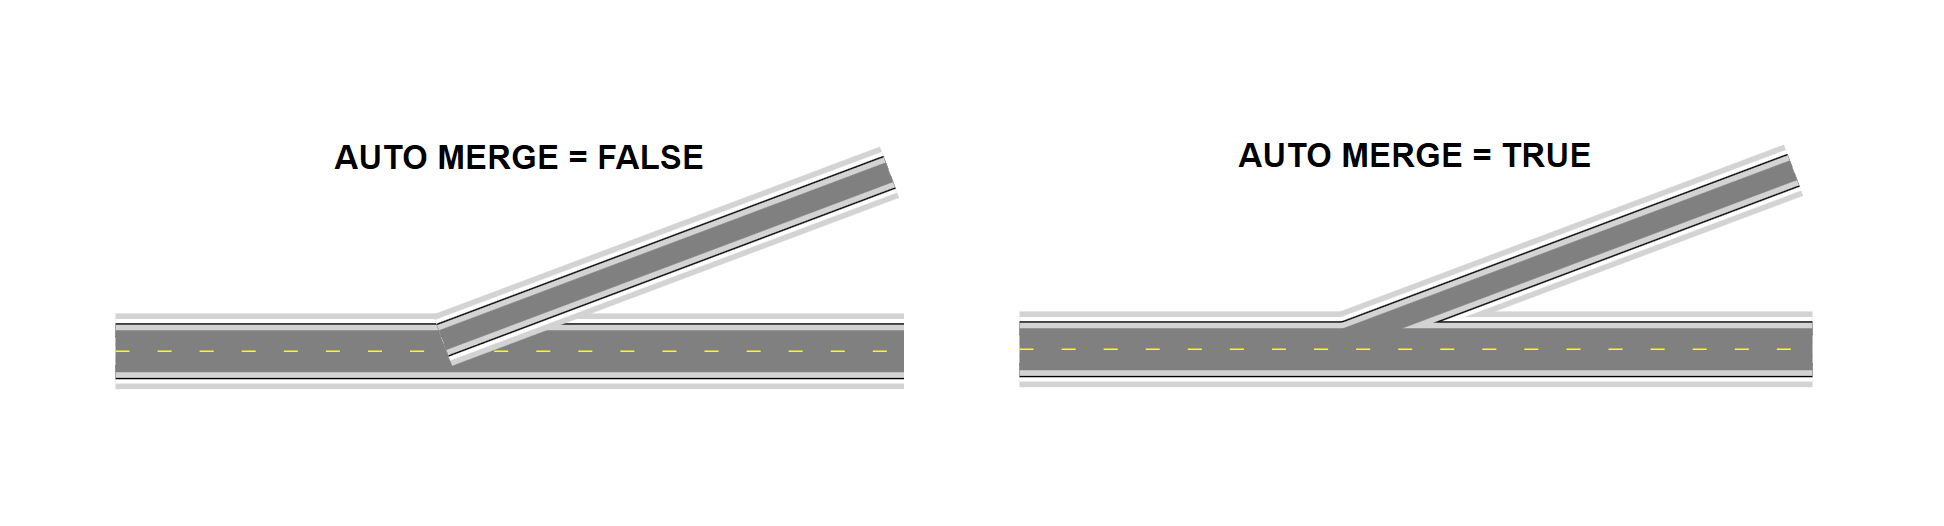 AUTO MERGE = FALSE
AUTO MERGE = TRUE